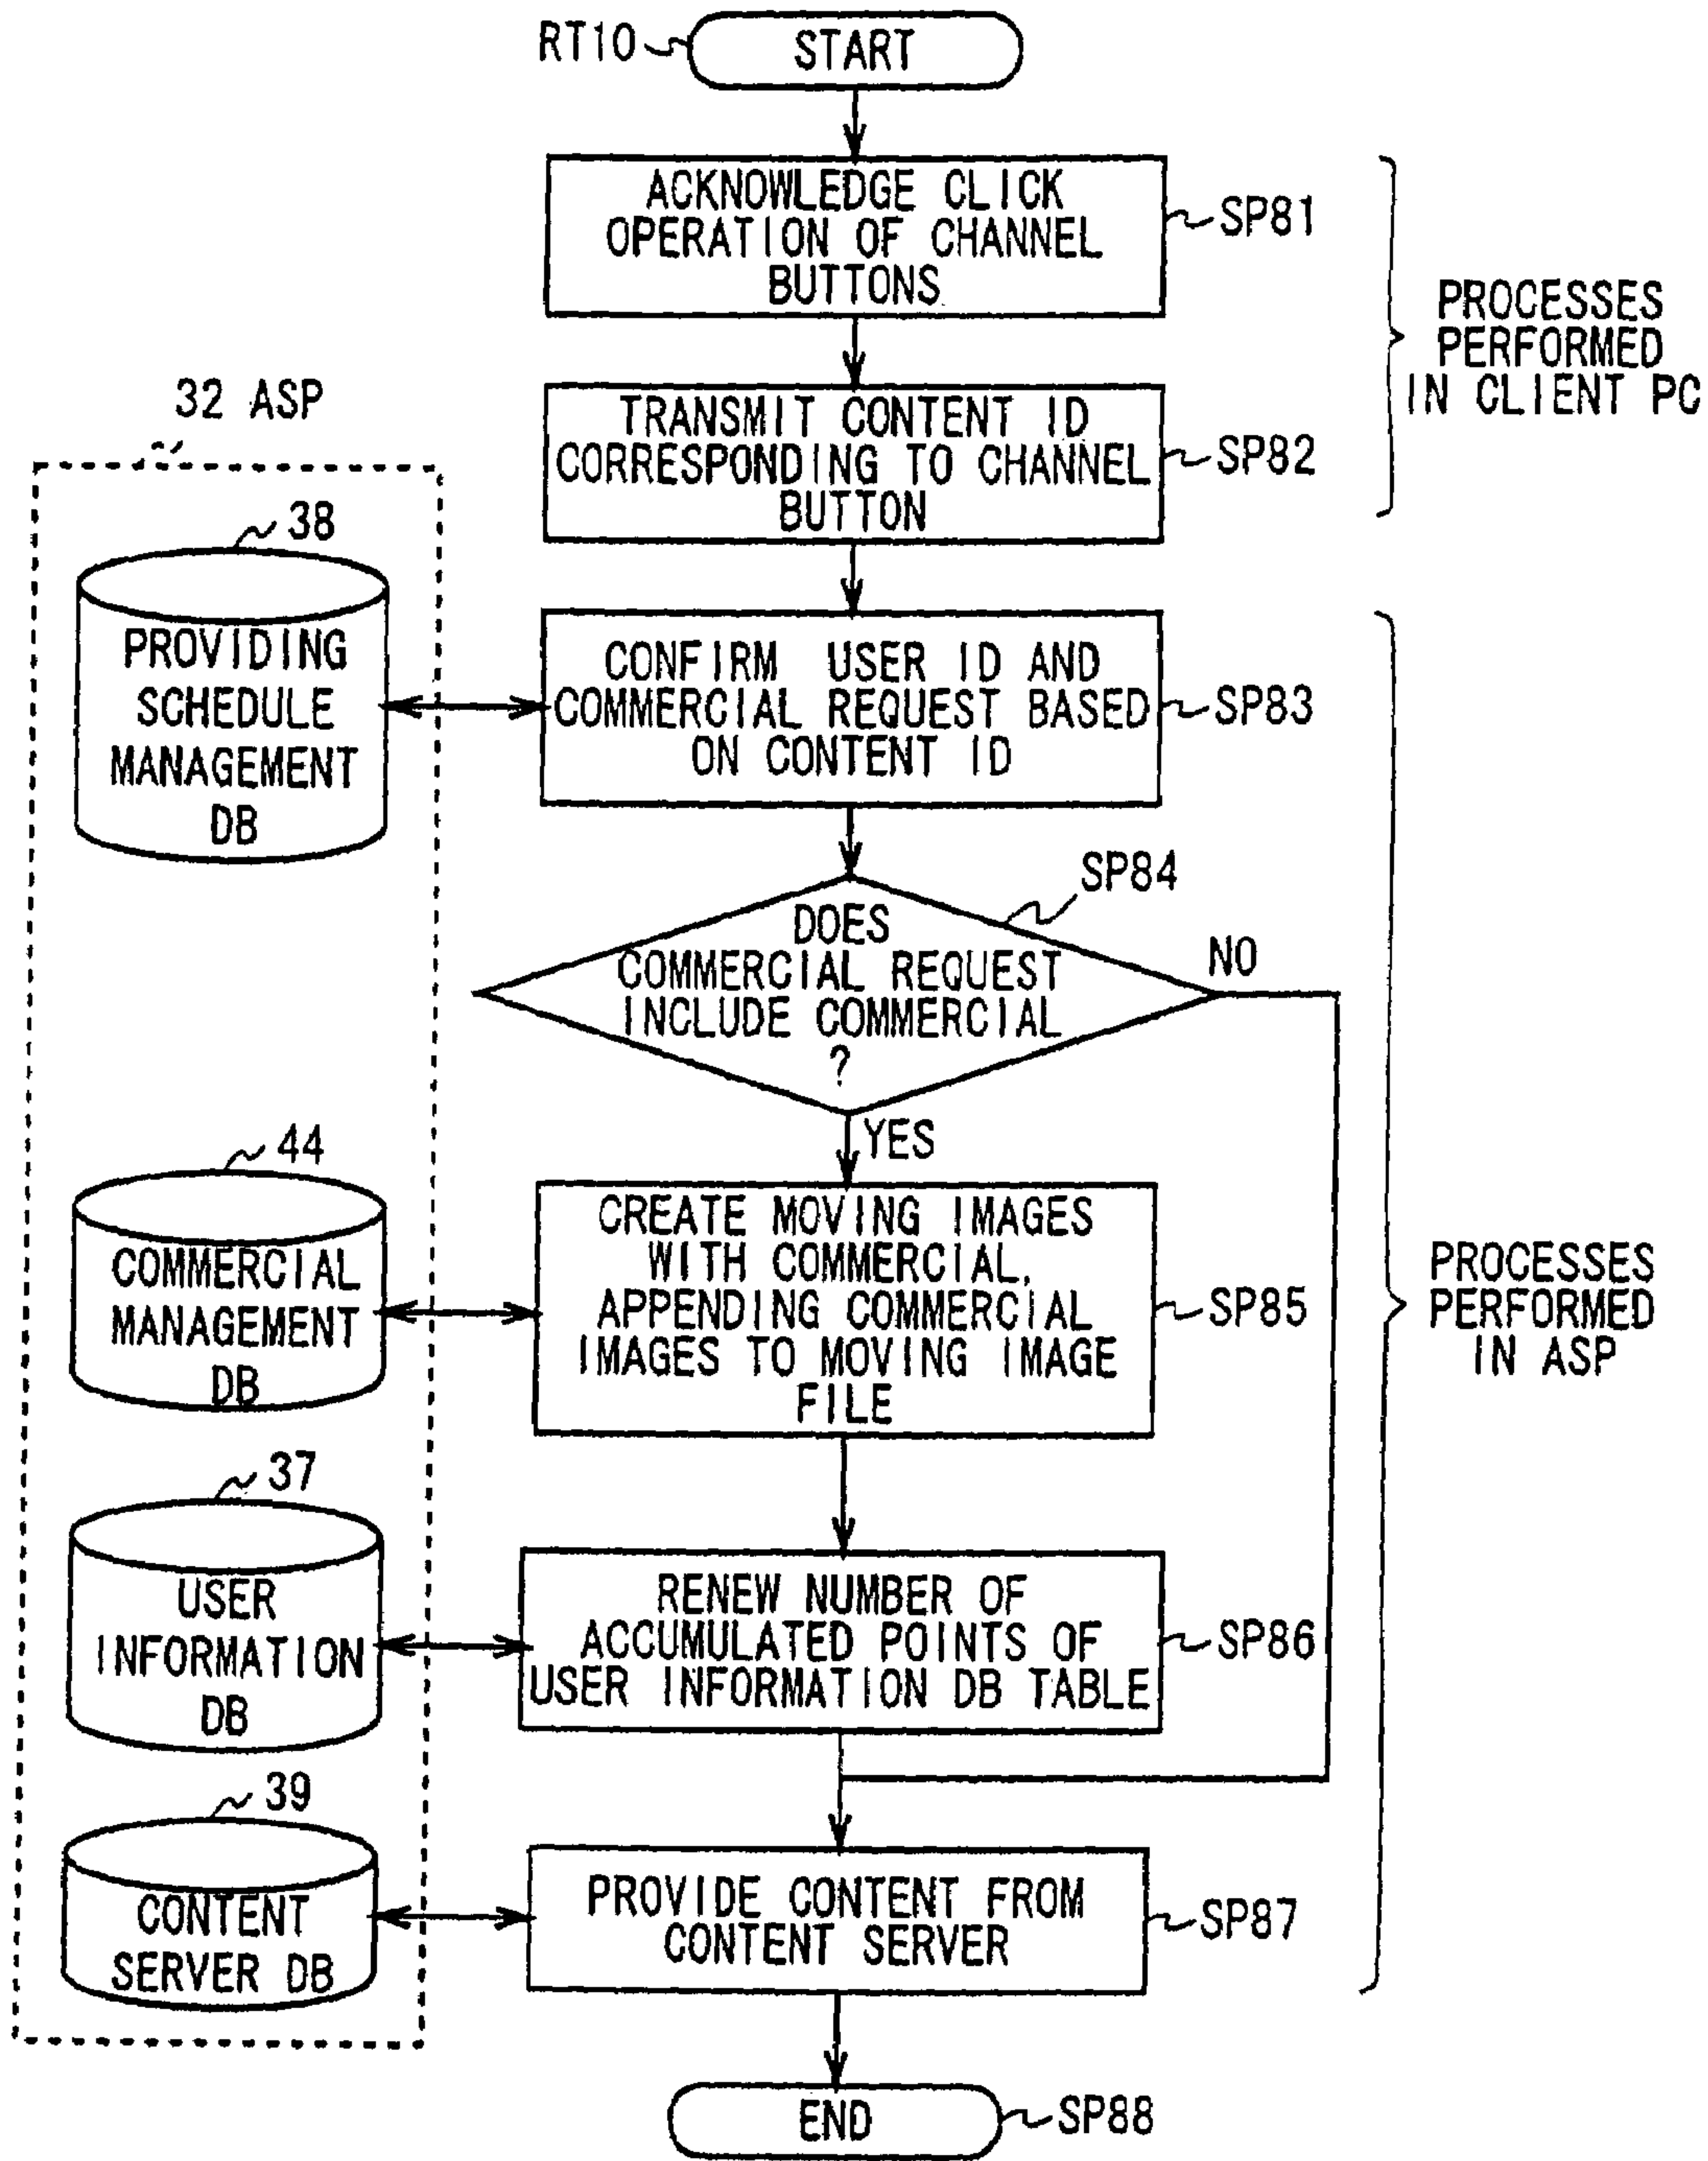 RT10
START
ACKNOWLEDGE CLICK
OPERATION OF CHANNEL
BUTTONS
SP81
TRANSMIT CONTENT ID
CORRESPONDING TO CHANNEL
BUTTON
SP82
PROCESSES
PERFORMED
IN CLIENT PC
32 ASP
38
PROVIDING
SCHEDULE
MANAGEMENT
DB
CONFIRM USER ID AND
COMMERCIAL REQUEST BASED
ON CONTENT ID
SP83
SP84
DOES
COMMERCIAL REQUEST
INCLUDE COMMERCIAL
?
NO
YES
44
COMMERCIAL
MANAGEMENT
DB
CREATE MOVING IMAGES
WITH COMMERCIAL,
APPENDING COMMERCIAL
IMAGES TO MOVING IMAGE
FILE
SP85
PROCESSES
PERFORMED
IN ASP
37
USER
INFORMATION
DB
RENEW NUMBER OF
ACCUMULATED POINTS OF
USER INFORMATION DB TABLE
SP86
39
CONTENT
SERVER DB
PROVIDE CONTENT FROM
CONTENT SERVER
SP87
END
SP88